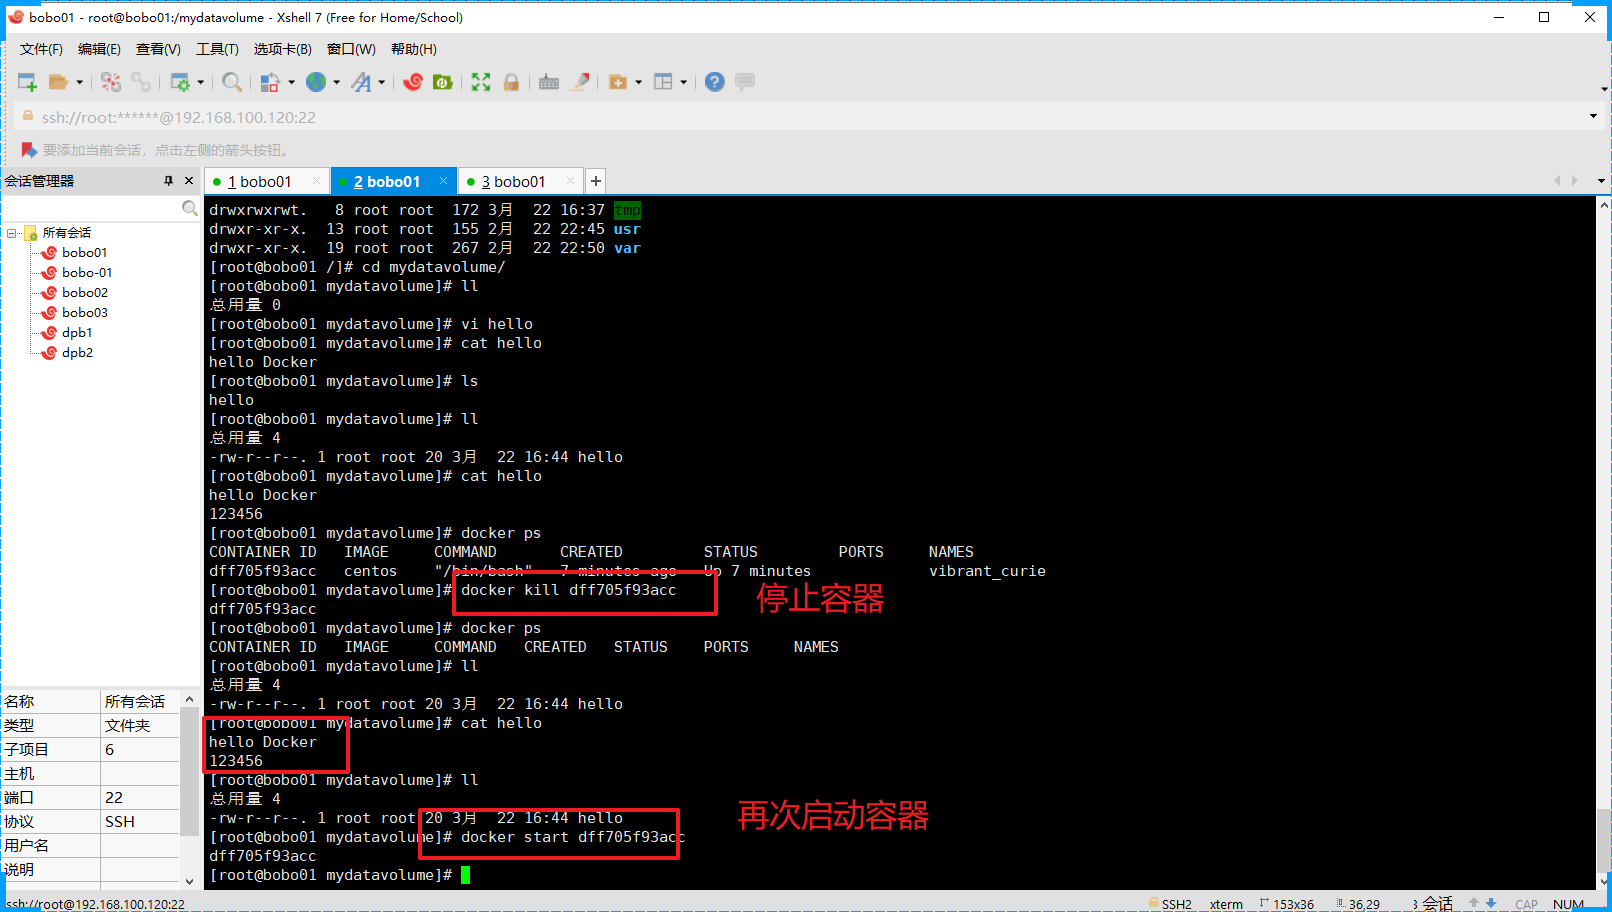 bobo01 - root@bobo01:/mydatavolume - Xshell 7 (Free for Home/School)
文件(F) 编辑(E) 查看(V) 工具(T) 选项卡(B) 窗口(W) 帮助(H)
ssh://root:******@192.168.100.120:22
要添加当前会话，点击左侧的箭头按钮。
会话管理器
所有会话
bobo01
bobo-01
bobo02
bobo03
dpb1
dpb2
名称 所有会话
类型 文件夹
子项目 6
主机
端口 22
协议 SSH
用户名
说明
1 bobo01 2 bobo01 3 bobo01 +
drwxrwxrwt.   8 root root  172 3月  22 16:37 tmp
drwxr-xr-x.  13 root root  155 2月  22 22:45 usr
drwxr-xr-x.  19 root root  267 2月  22 22:50 var
[root@bobo01 /]# cd mydatavolume/
[root@bobo01 mydatavolume]# ll
总用量 0
[root@bobo01 mydatavolume]# vi hello
[root@bobo01 mydatavolume]# cat hello
hello Docker
[root@bobo01 mydatavolume]# ls
hello
[root@bobo01 mydatavolume]# ll
总用量 4
-rw-r--r--. 1 root root 20 3月  22 16:44 hello
[root@bobo01 mydatavolume]# cat hello
hello Docker
123456
[root@bobo01 mydatavolume]# docker ps
CONTAINER ID   IMAGE     COMMAND       CREATED         STATUS         PORTS     NAMES
dff705f93acc   centos    "/bin/bash"   7 minutes ago   Up 7 minutes             vibrant_curie
[root@bobo01 mydatavolume]# docker kill dff705f93acc
停止容器
dff705f93acc
[root@bobo01 mydatavolume]# docker ps
CONTAINER ID   IMAGE     COMMAND   CREATED   STATUS    PORTS     NAMES
[root@bobo01 mydatavolume]# ll
总用量 4
-rw-r--r--. 1 root root 20 3月  22 16:44 hello
[root@bobo01 mydatavolume]# cat hello
hello Docker
123456
[root@bobo01 mydatavolume]# ll
总用量 4
-rw-r--r--. 1 root root 20 3月  22 16:44 hello
再次启动容器
[root@bobo01 mydatavolume]# docker start dff705f93acc
dff705f93acc
[root@bobo01 mydatavolume]#
ssh://root@192.168.100.120:22 SSH2 xterm 153x36 36,29 3 会话 CAP NUM